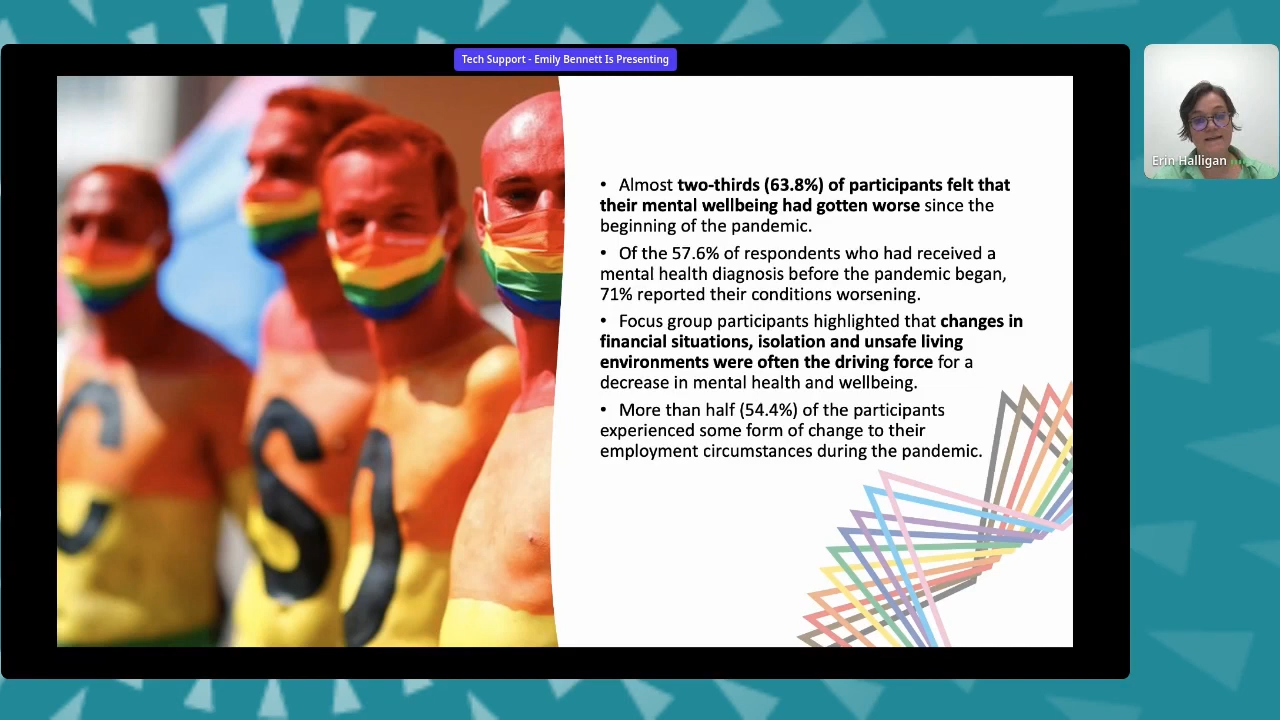 Tech Support - Emily Bennett Is Presenting
Erin Halligan
• Almost two-thirds (63.8%) of participants felt that
their mental wellbeing had gotten worse since the
beginning of the pandemic.
• Of the 57.6% of respondents who had received a
mental health diagnosis before the pandemic began,
71% reported their conditions worsening.
• Focus group participants highlighted that changes in
financial situations, isolation and unsafe living
environments were often the driving force for a
decrease in mental health and wellbeing.
• More than half (54.4%) of the participants
experienced some form of change to their
employment circumstances during the pandemic.